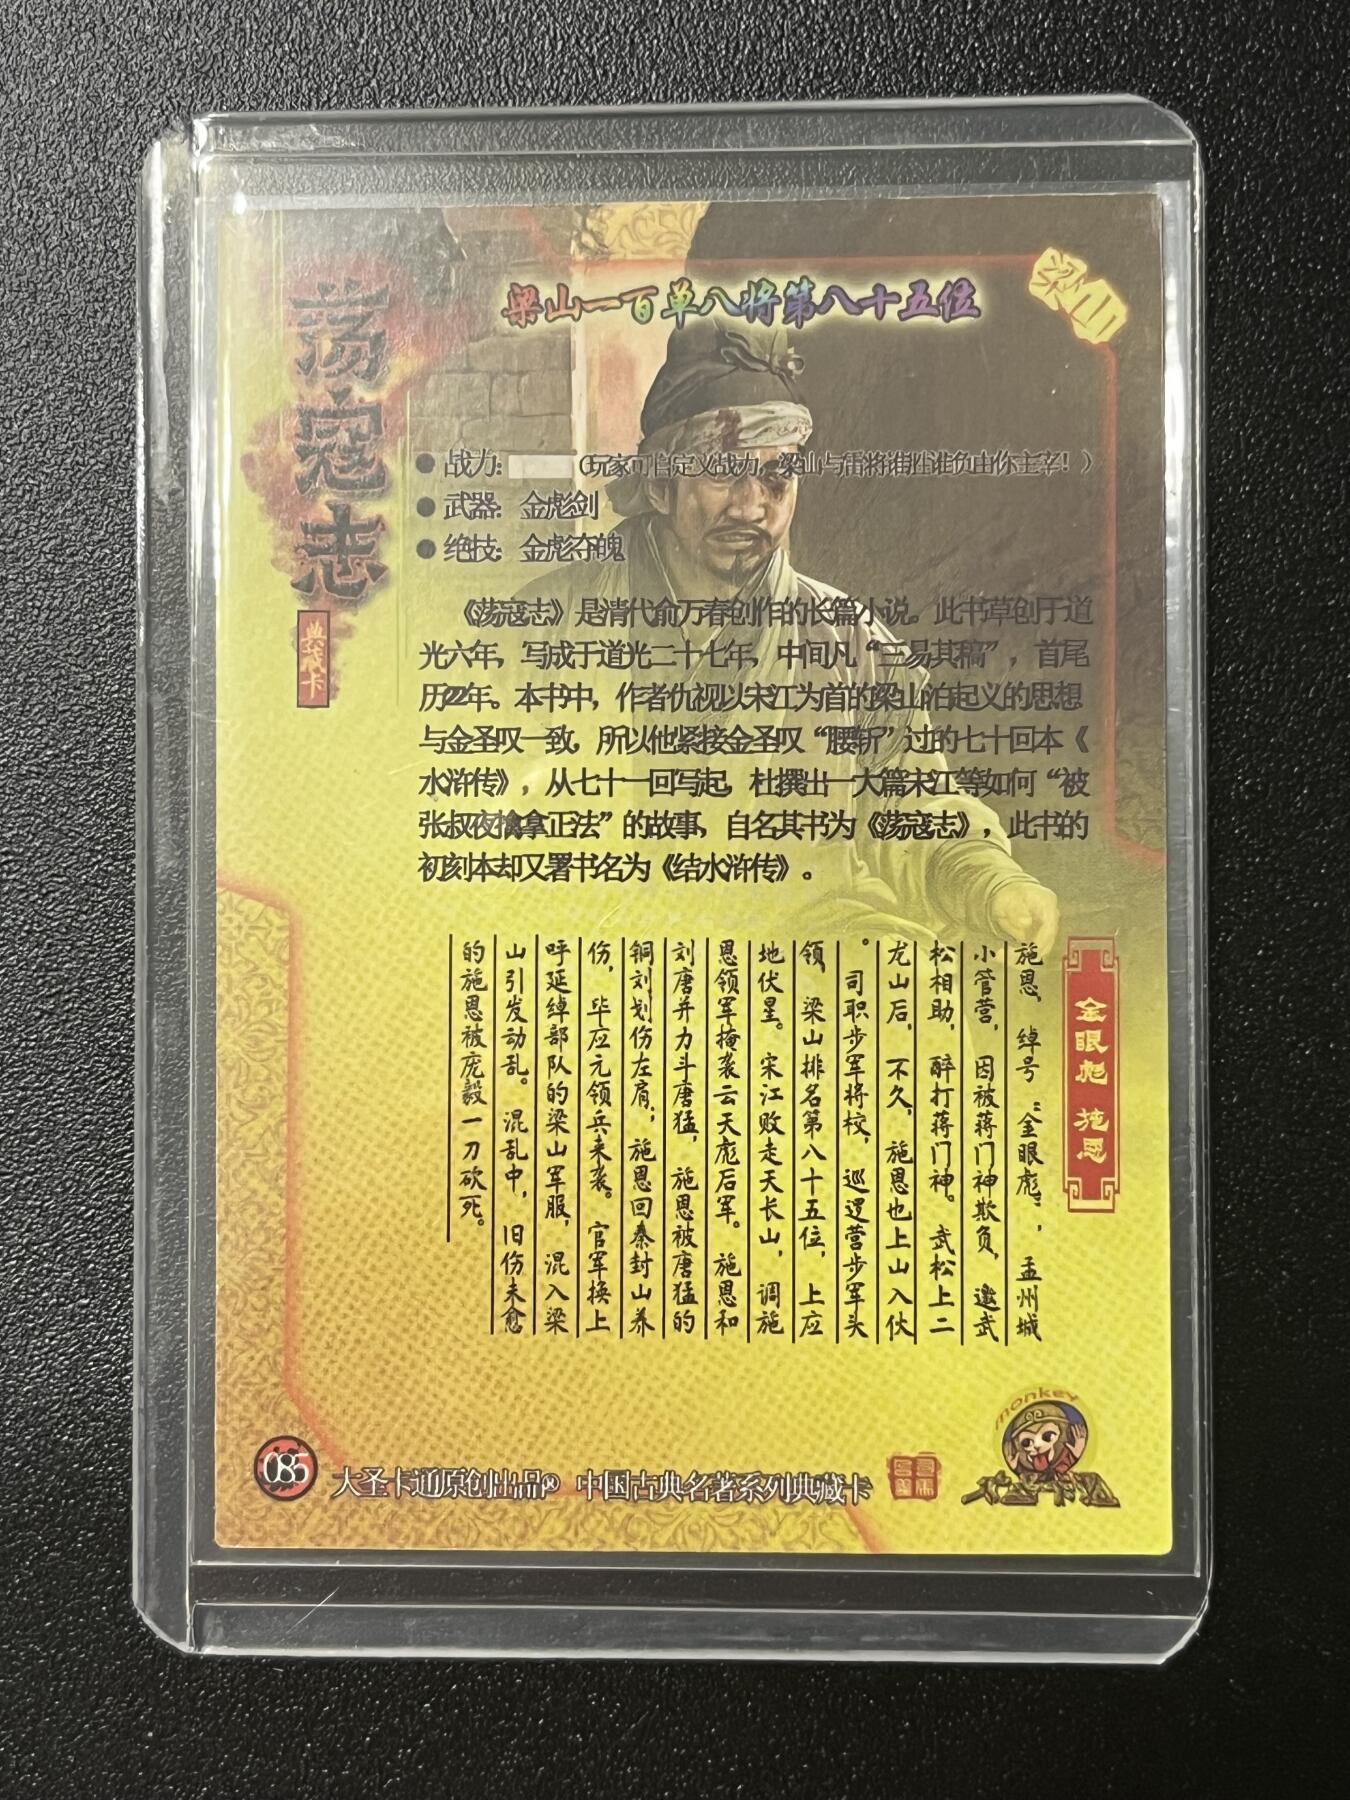 荡寇志
典藏卡
梁山一百单八将第八十五位
梁山
●战力：（玩家可自定义战力，梁山与雷将谁胜谁负由你主宰！）
●武器：金彪剑
●绝技：金彪夺魄
《荡寇志》是清代俞万春创作的长篇小说。此书草创于道
光六年，写成于道光二十七年，中间凡“三易其稿”，首尾
历22年。本书中，作者仇视以宋江为首的梁山泊起义的思想
与金圣叹一致，所以他紧接金圣叹“腰斩”过的七十回本《
水浒传》，从七十一回写起，杜撰出一大篇宋江等如何“被
张叔夜擒拿正法”的故事，自名其书为《荡寇志》，此书的
初刻本却又署书名为《结水浒传》。
金眼彪 施恩
施恩，绰号“金眼彪”，孟州城
小管营，因被蒋门神欺负，邀武
松相助，醉打蒋门神。武松上二
龙山后，不久，施恩也上山入伙
。司职步军将校，巡逻营步军头
领，梁山排名第八十五位，上应
地伏星。宋江败走天长山，调施
恩领军掩袭云天彪后军。施恩和
刘唐并力斗唐猛，施恩被唐猛的
铜刘划伤左肩；施恩回秦封山养
伤，毕应元领兵来袭。官军换上
呼延绰部队的梁山军服，混入梁
山引发动乱。混乱中，旧伤未愈
的施恩被庞毅一刀砍死。
085
大圣卡通原创出品® 中国古典名著系列典藏卡
monkey
大圣卡通